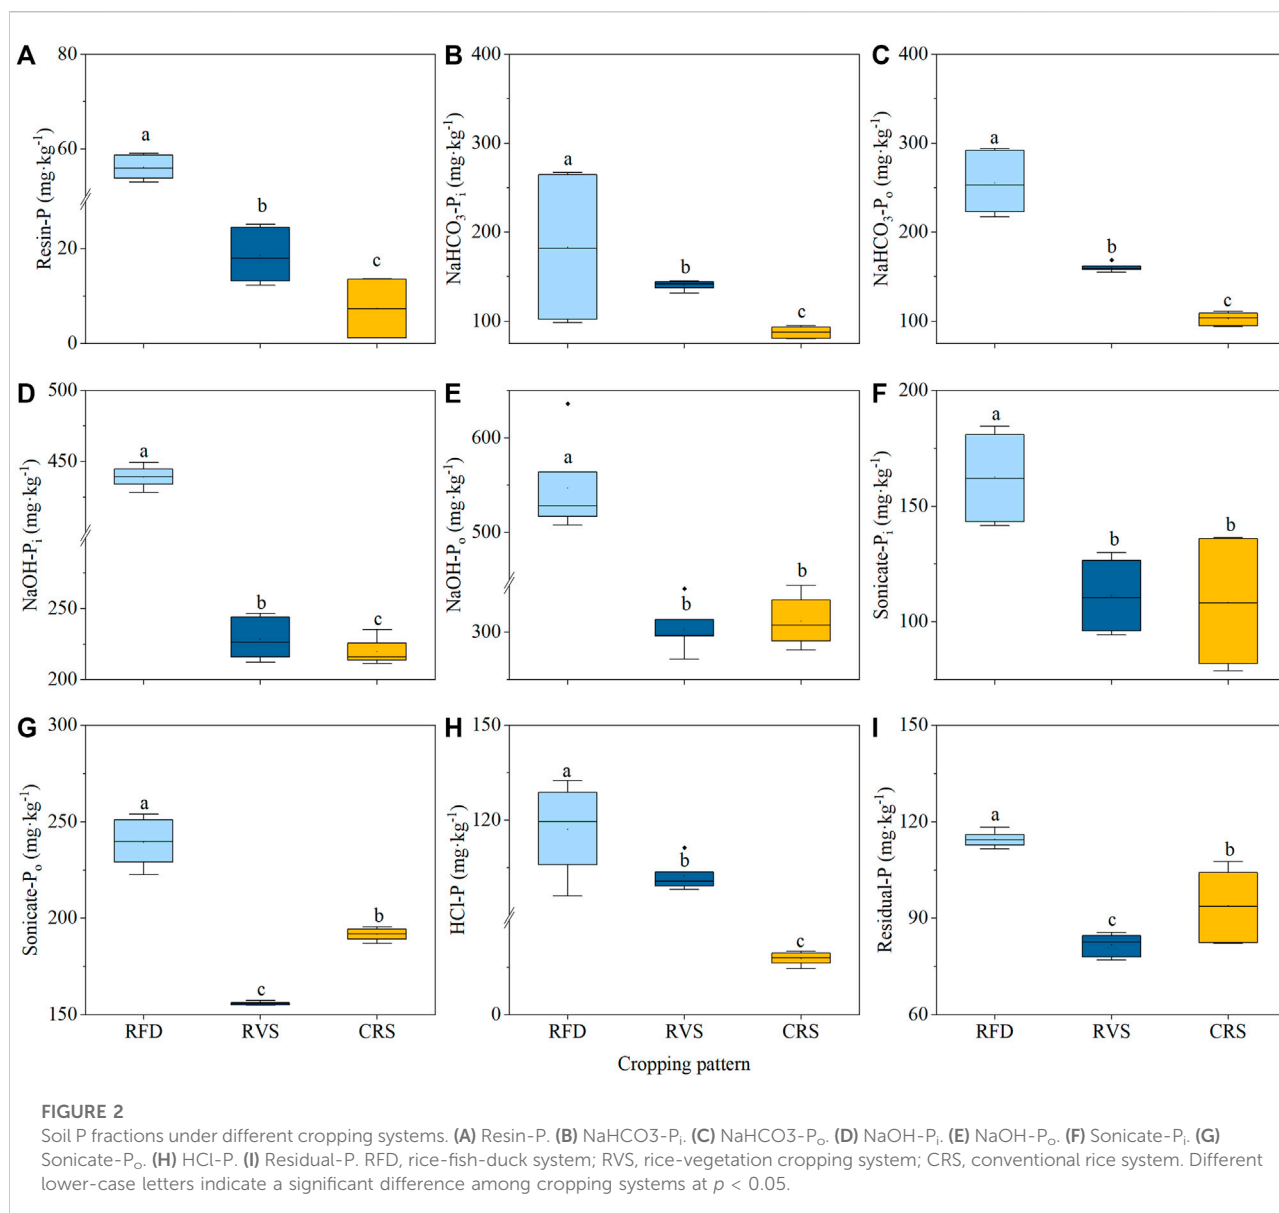 A
Resin-P (mg·kg⁻¹)
80
60
20
0
a
b
c
B
NaHCO₃-Pᵢ (mg·kg⁻¹)
400
300
200
100
a
b
c
C
NaHCO₃-Pₒ (mg·kg⁻¹)
400
300
200
100
a
b
c
D
NaOH-Pᵢ (mg·kg⁻¹)
500
450
250
200
a
b
c
E
NaOH-Pₒ (mg·kg⁻¹)
600
500
300
a
b
b
F
Sonicate-Pᵢ (mg·kg⁻¹)
200
150
100
a
b
b
G
Sonicate-Pₒ (mg·kg⁻¹)
300
250
200
150
a
c
b
RFD RVS CRS
H
HCl-P (mg·kg⁻¹)
150
120
0
a
b
c
RFD RVS CRS
Cropping pattern
I
Residual-P (mg·kg⁻¹)
150
120
90
60
a
c
b
RFD RVS CRS
FIGURE 2
Soil P fractions under different cropping systems. (A) Resin-P. (B) NaHCO3-Pᵢ. (C) NaHCO3-Pₒ. (D) NaOH-Pᵢ. (E) NaOH-Pₒ. (F) Sonicate-Pᵢ. (G)
Sonicate-Pₒ. (H) HCl-P. (I) Residual-P. RFD, rice-fish-duck system; RVS, rice-vegetation cropping system; CRS, conventional rice system. Different
lower-case letters indicate a significant difference among cropping systems at p < 0.05.